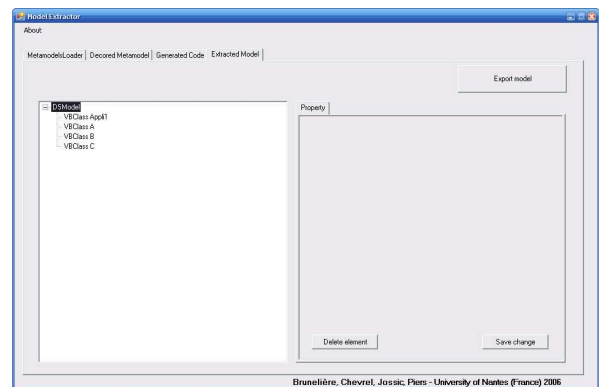 Model Extractor
About
MetamodelsLoader Decored Metamodel Generated Code Extracted Model
Export model
DSModel
VBClass Appli1
VBClass A
VBClass B
VBClass C
Property
Delete element Save change
Brunelière, Chevrel, Jossic, Piers - University of Nantes (France) 2006